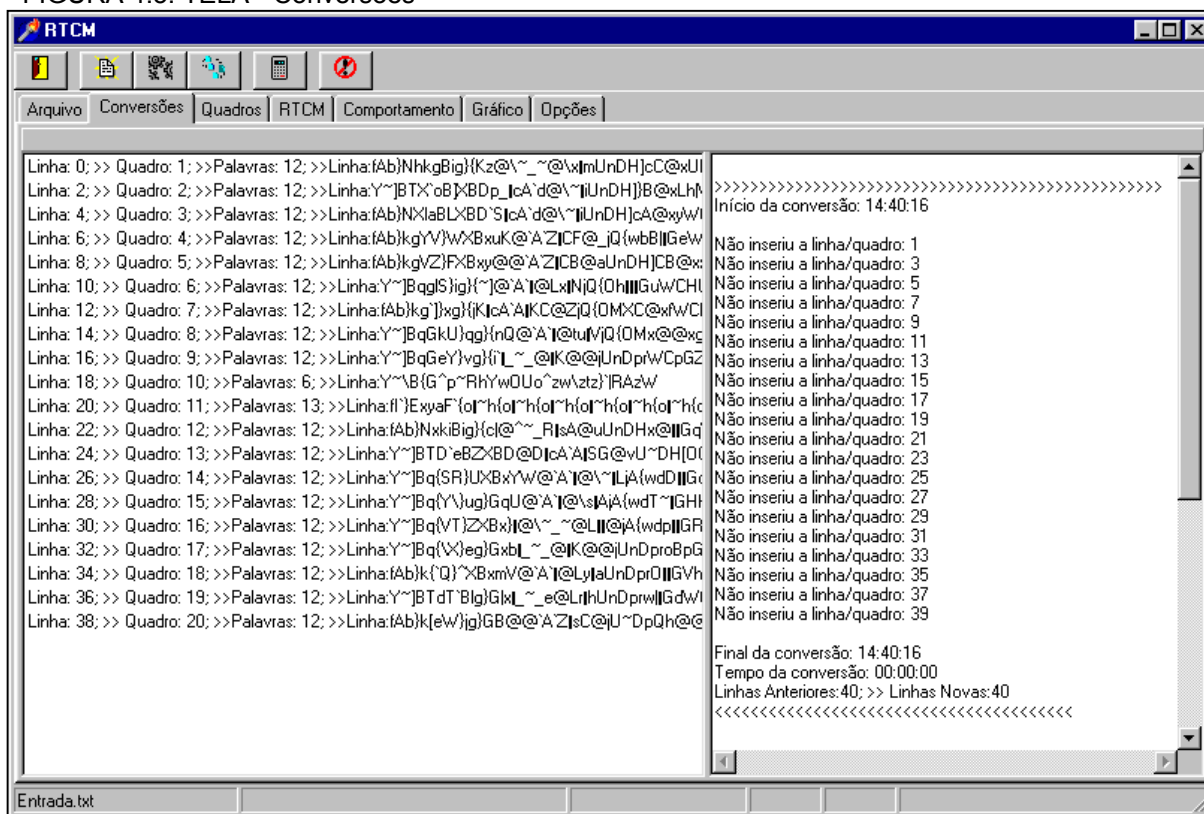 FIGURA TELA - Conversões
RTCM
Arquivo Conversões Quadros RTCM Comportamento Gráfico Opções
Linha: 0; >> Quadro: 1; >>Palavras: 12; >>Linha:fAb}NhkgBig}{Kz@\~_~@\x|mUnDH]cC@xU
Linha: 2; >> Quadro: 2; >>Palavras: 12; >>Linha:Y~]BTX`oB]XBDp_|cA`d@\~|iUnDH]}B@xLh
Linha: 4; >> Quadro: 3; >>Palavras: 12; >>Linha:fAb}NXlaBLXBD`S|cA`d@\~|iUnDH]cA@xyW
Linha: 6; >> Quadro: 4; >>Palavras: 12; >>Linha:fAb}kgYV}WXBxuK@`A`Z|CF@_jQ{wbB||GeW
Linha: 8; >> Quadro: 5; >>Palavras: 12; >>Linha:fAb}kgVZ}FXBxy@@`A`Z|CB@aUnDH]CB@x
Linha: 10; >> Quadro: 6; >>Palavras: 12; >>Linha:Y~]BqglS}ig}{~]@`A`|@Lx|NjQ{Oh|||GuWCH
Linha: 12; >> Quadro: 7; >>Palavras: 12; >>Linha:fAb}kg`]}xg}{jK|cA`A|KC@ZjQ{OMXC@xfWC
Linha: 14; >> Quadro: 8; >>Palavras: 12; >>Linha:Y~]BqGkU}qg}{nQ@`A`|@tu|VjQ{OMx@@xg
Linha: 16; >> Quadro: 9; >>Palavras: 12; >>Linha:Y~]BqGeY}vg}{i`|_~_@|K@@jUnDprWCpGZ
Linha: 18; >> Quadro: 10; >>Palavras: 6; >>Linha:Y~\B{G^p~RhYwOUo^zw\ztz}`|RAzW
Linha: 20; >> Quadro: 11; >>Palavras: 13; >>Linha:fl`}ExyaF`{o|~h{o|~h{o|~h{o|~h{o|~h{o|~h{
Linha: 22; >> Quadro: 12; >>Palavras: 12; >>Linha:fAb}NxkiBig}{c|@^~_R|sA@uUnDHx@||Gq
Linha: 24; >> Quadro: 13; >>Palavras: 12; >>Linha:Y~]BTD`eBZXBD@D|cA`A|SG@vU~DH[O
Linha: 26; >> Quadro: 14; >>Palavras: 12; >>Linha:Y~]Bq{SR}UXBxY`W@`A`|@\~|LjA{wdD||G
Linha: 28; >> Quadro: 15; >>Palavras: 12; >>Linha:Y~]Bq{Y\}ug}GqU@`A`|@\s|AjA{wdT~|GH
Linha: 30; >> Quadro: 16; >>Palavras: 12; >>Linha:Y~]Bq{VT}ZXBx}|@\~_~@L||@jA{wdp||GR
Linha: 32; >> Quadro: 17; >>Palavras: 12; >>Linha:Y~]Bq{\X}eg}Gxb|_~_@|K@@jUnDproBpG
Linha: 34; >> Quadro: 18; >>Palavras: 12; >>Linha:fAb}k{`Q}^XBxmV@`A`|@Ly|aUnDprO||GVh
Linha: 36; >> Quadro: 19; >>Palavras: 12; >>Linha:Y~]BTdT`Blg}G|x|_~_e@Lr|hUnDprw||GdW
Linha: 38; >> Quadro: 20; >>Palavras: 12; >>Linha:fAb}k[eW}jg}GB@@`A`Z|sC@jU~DpQh@@
>>>>>>>>>>>>>>>>>>>>>>>>>>>>>>>>>>>>>>>>>>>>>>>>>>
Início da conversão: 14:40:16
Não inseriu a linha/quadro: 1
Não inseriu a linha/quadro: 3
Não inseriu a linha/quadro: 5
Não inseriu a linha/quadro: 7
Não inseriu a linha/quadro: 9
Não inseriu a linha/quadro: 11
Não inseriu a linha/quadro: 13
Não inseriu a linha/quadro: 15
Não inseriu a linha/quadro: 17
Não inseriu a linha/quadro: 19
Não inseriu a linha/quadro: 21
Não inseriu a linha/quadro: 23
Não inseriu a linha/quadro: 25
Não inseriu a linha/quadro: 27
Não inseriu a linha/quadro: 29
Não inseriu a linha/quadro: 31
Não inseriu a linha/quadro: 33
Não inseriu a linha/quadro: 35
Não inseriu a linha/quadro: 37
Não inseriu a linha/quadro: 39
Final da conversão: 14:40:16
Tempo da conversão: 00:00:00
Linhas Anteriores:40; >> Linhas Novas:40
<<<<<<<<<<<<<<<<<<<<<<<<<<<<<<<<<<<<<<<<
Entrada.txt